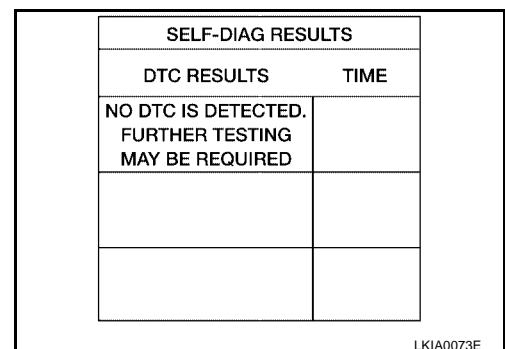 SELF-DIAG RESULTS
DTC RESULTS TIME
NO DTC IS DETECTED.
FURTHER TESTING
MAY BE REQUIRED
LKIA0073E